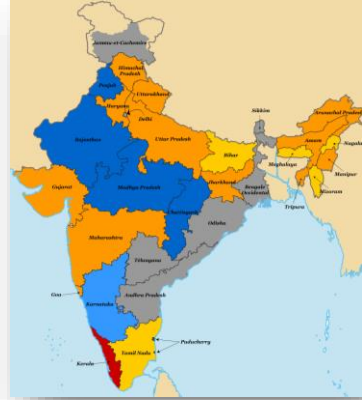 Jammu-et-Cachemire
Himachal
Pradesh
Punjab
Uttarakhand
Haryana
Delhi
Sikkim
Arunachal Pradesh
Rajasthan
Uttar Pradesh
Assam
Nagaland
Bihar
Meghalaya
Manipur
Gujarat
Madhya Pradesh
Jharkhand
Bengale
Occidental
Tripura
Mizoram
Chhattisgarh
Odisha
Maharashtra
Telangana
Goa
Andhra Pradesh
Karnataka
Puducherry
Tamil Nadu
Kerala